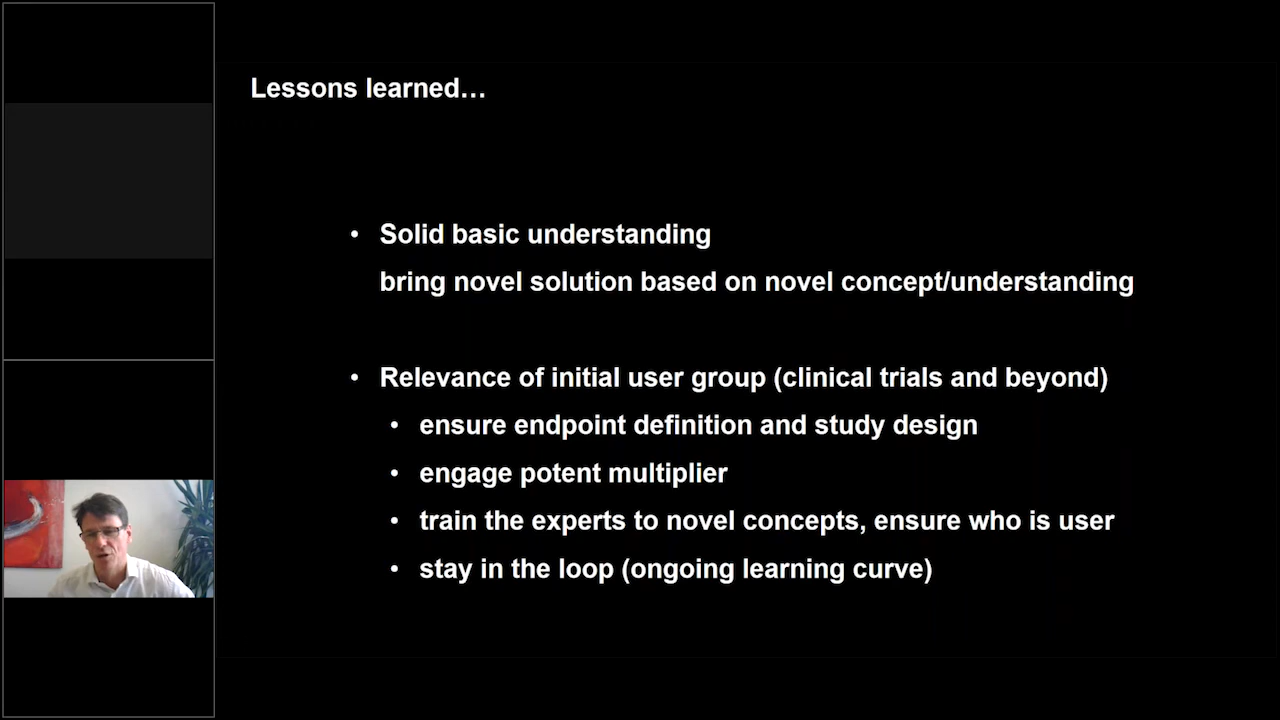 Lessons learned…
• Solid basic understanding
bring novel solution based on novel concept/understanding
• Relevance of initial user group (clinical trials and beyond)
• ensure endpoint definition and study design
• engage potent multiplier
• train the experts to novel concepts, ensure who is user
• stay in the loop (ongoing learning curve)